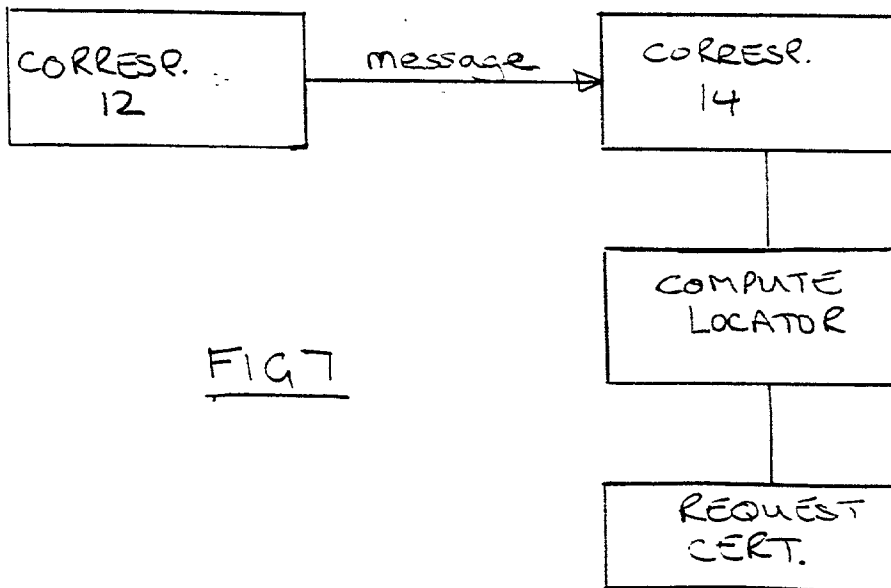 CORRESP.
12
message
CORRESP.
14
COMPUTE
LOCATOR
FIG 7
REQUEST
CERT.